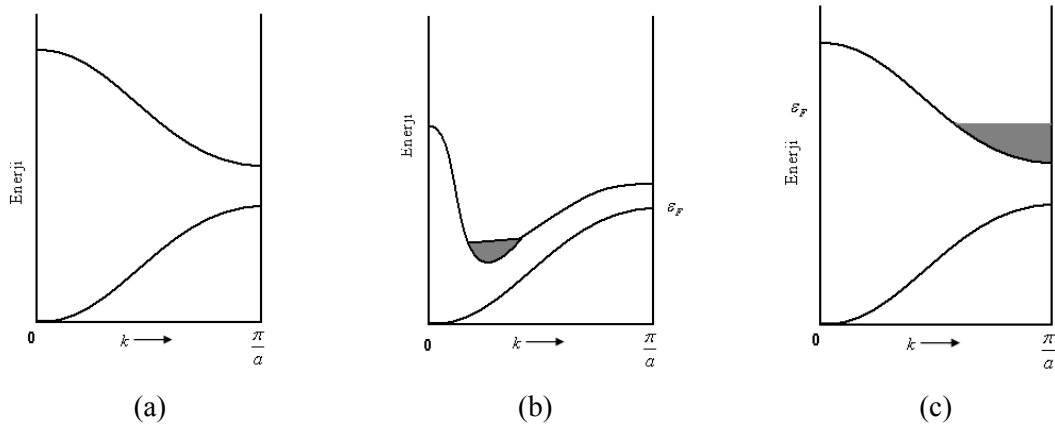 Enerji
0
k
π/a
(a)
Enerji
ε_F
0
k
π/a
(b)
ε_F
Enerji
0
k
π/a
(c)